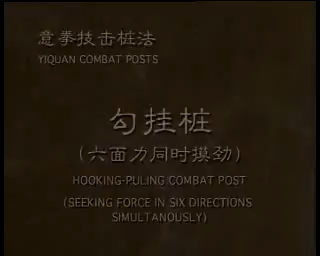 意拳技击桩法
YIQUAN COMBAT POSTS
勾挂桩
(六面力同时摸劲)
HOOKING-PULING COMBAT POST
(SEEKING FORCE IN SIX DIRECTIONS
SIMULTANOUSLY)